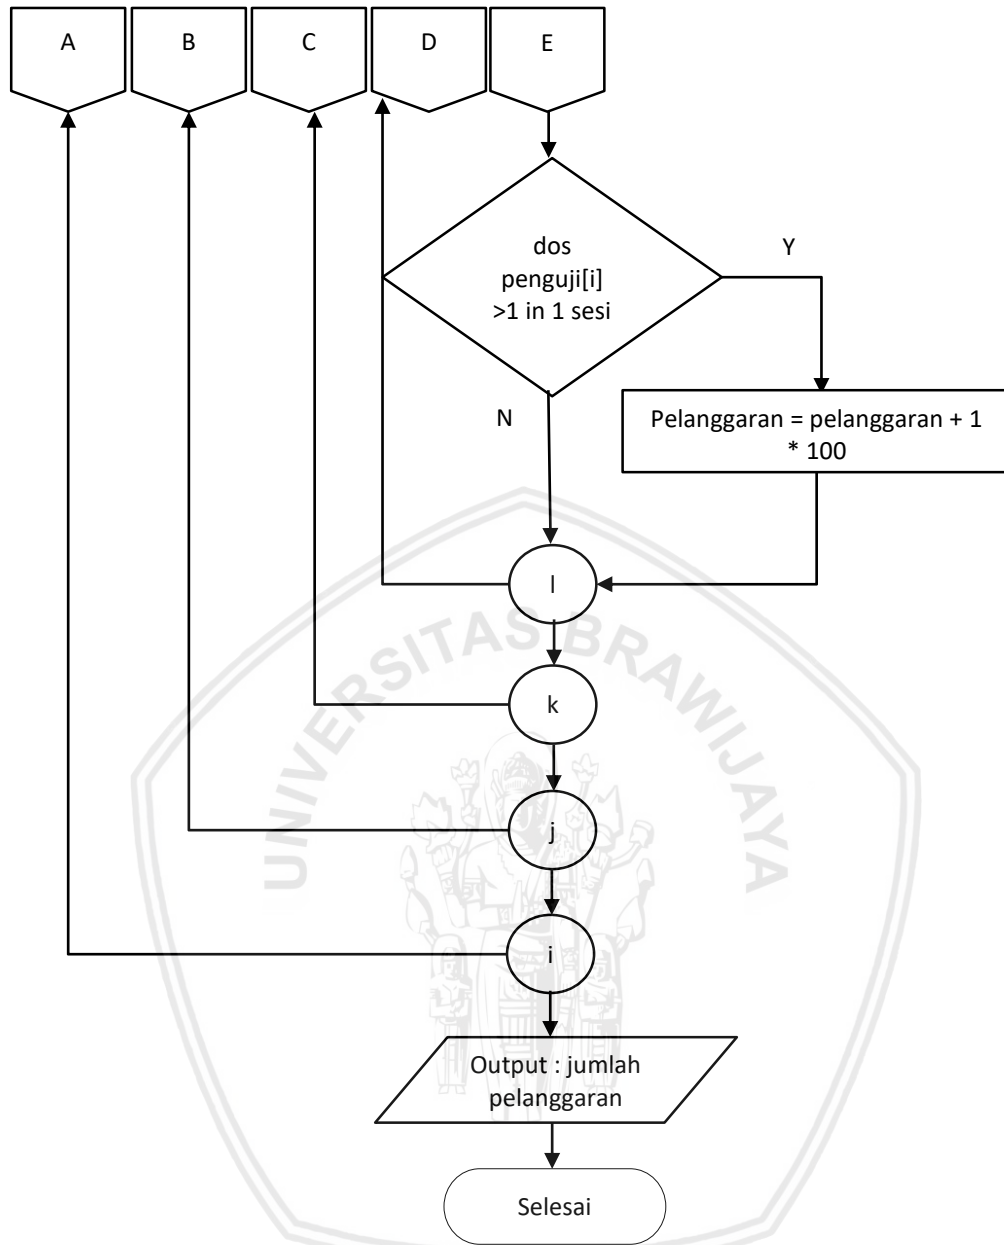 A
B
C
D
E
dos
penguji[i]
>1 in 1 sesi
Y
N
Pelanggaran = pelanggaran + 1
* 100
l
k
j
i
Output : jumlah
pelanggaran
Selesai
UNIVERSITAS BRAWIJAYA